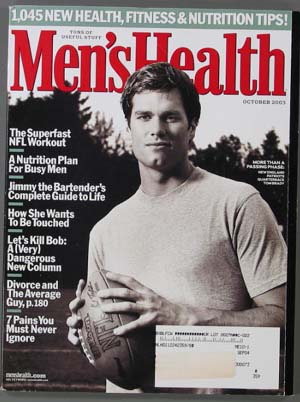 1,045 NEW HEALTH, FITNESS & NUTRITION TIPS!
TONS OF
USEFUL STUFF
Men'sHealth
OCTOBER 2003
The Superfast
NFL Workout
A Nutrition Plan
For Busy Men
Jimmy the Bartender's
Complete Guide to Life
How She Wants
To Be Touched
Let's Kill Bob:
A (Very)
Dangerous
New Column
Divorce and
The Average
Guy, p.180
7 Pains You
Must Never
Ignore
MORE THAN A
PASSING PHASE:
NEW ENGLAND
PATRIOTS
QUARTERBACK
TOM BRADY
menshealth.com